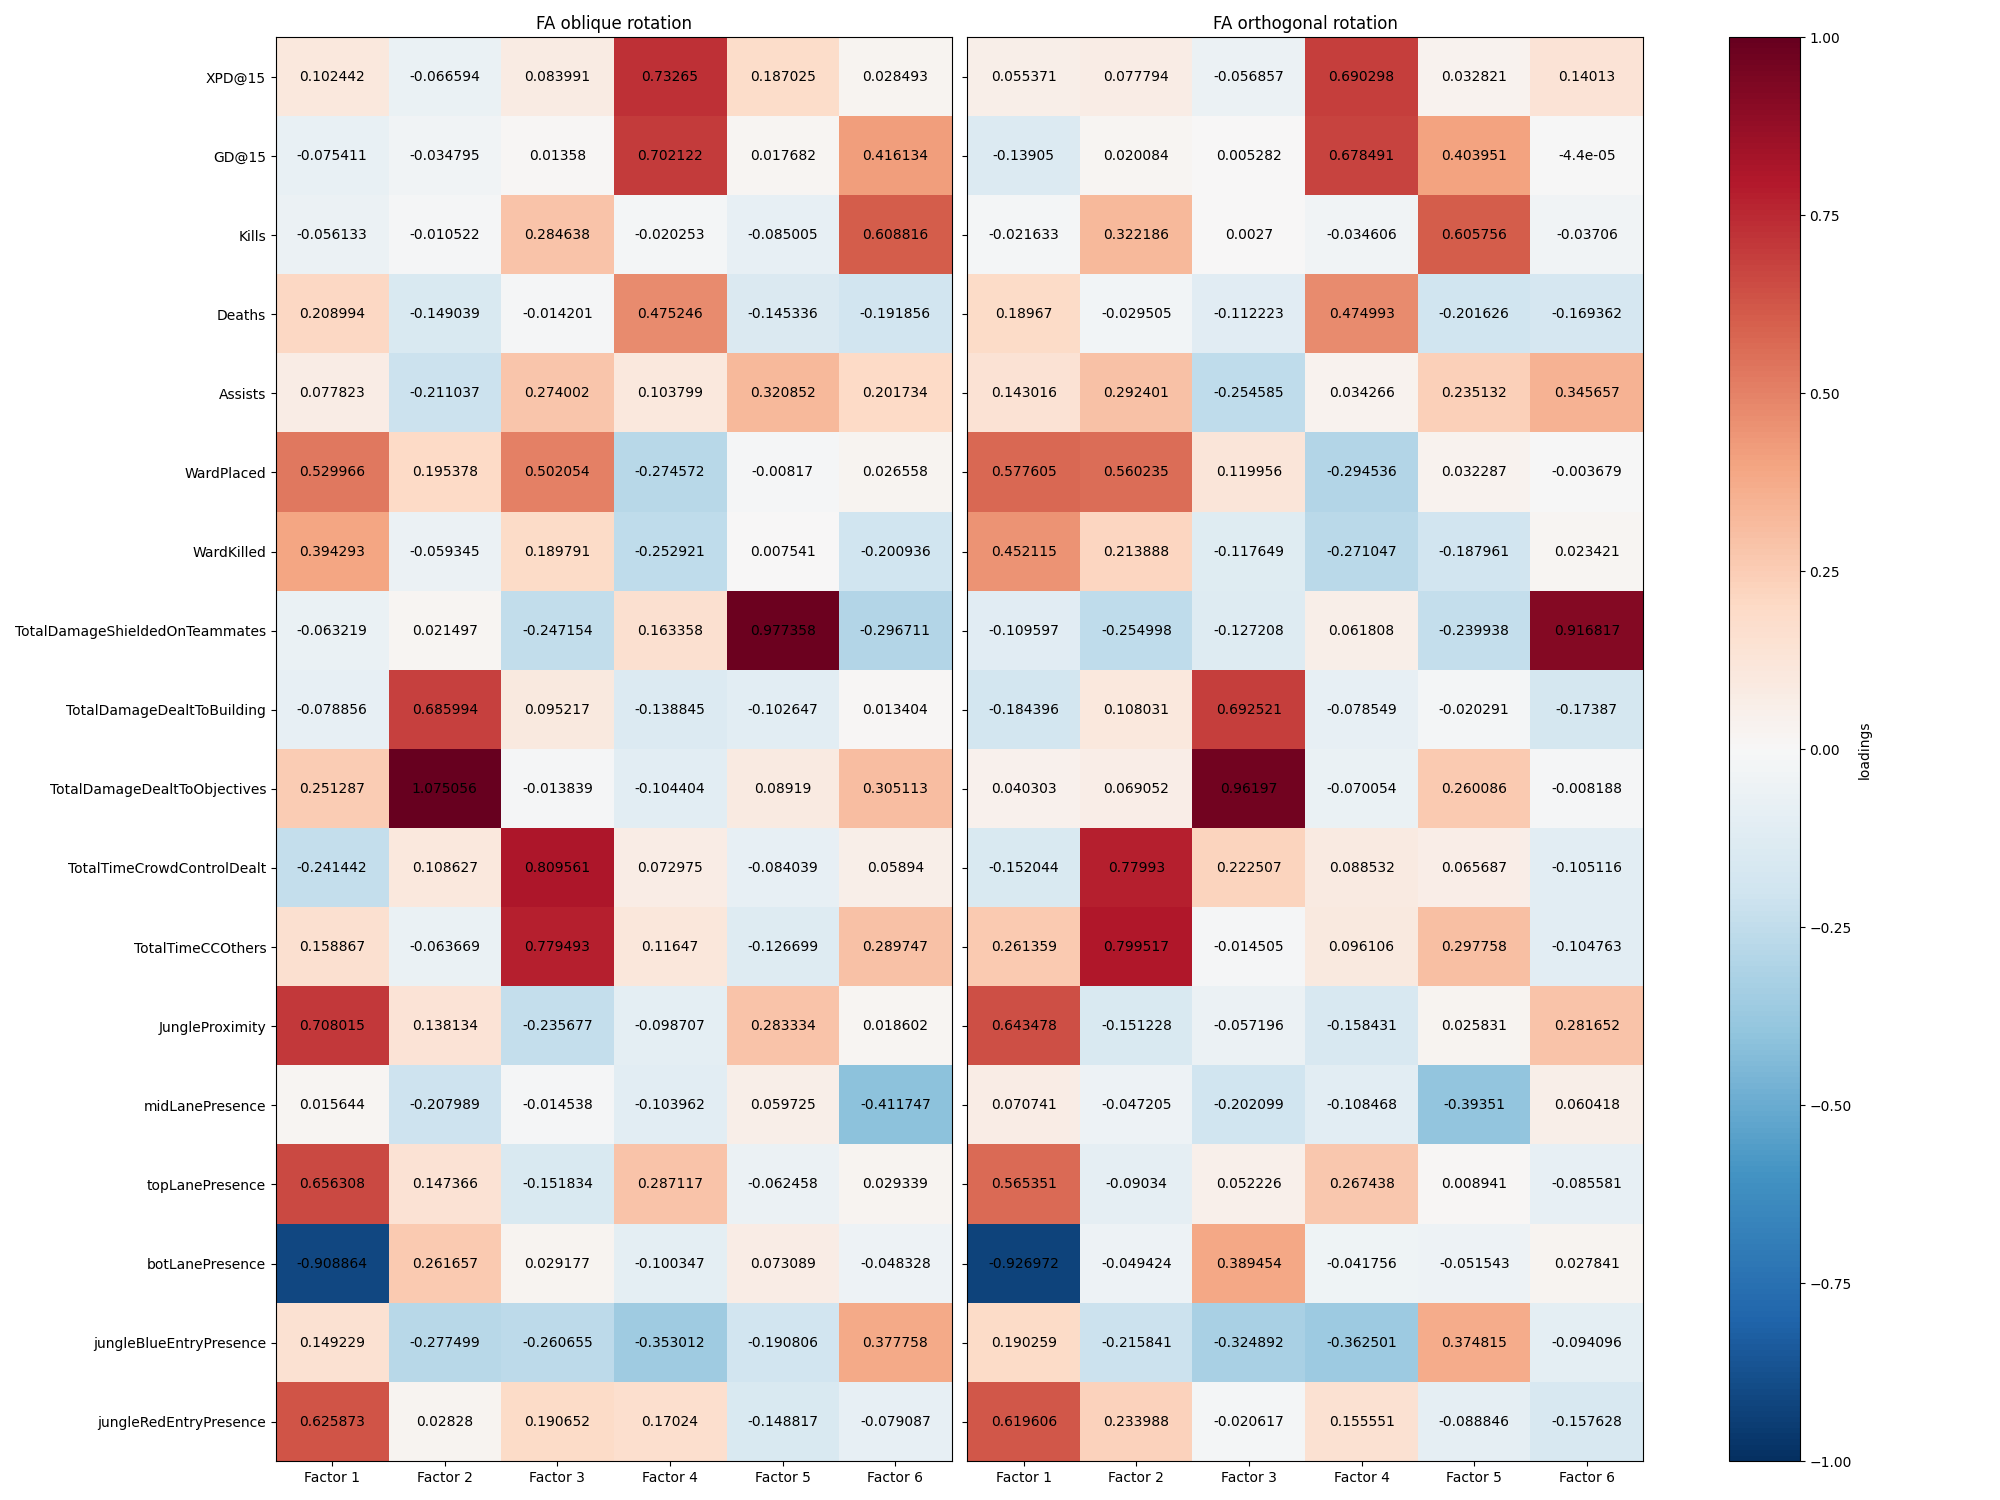 FA oblique rotation FA orthogonal rotation
XPD@15 0.102442 -0.066594 0.083991 0.73265 0.187025 0.028493 0.055371 0.077794 -0.056857 0.690298 0.032821 0.14013
GD@15 -0.075411 -0.034795 0.01358 0.702122 0.017682 0.416134 -0.13905 0.020084 0.005282 0.678491 0.403951 -4.4e-05
Kills -0.056133 -0.010522 0.284638 -0.020253 -0.085005 0.608816 -0.021633 0.322186 0.0027 -0.034606 0.605756 -0.03706
Deaths 0.208994 -0.149039 -0.014201 0.475246 -0.145336 -0.191856 0.18967 -0.029505 -0.112223 0.474993 -0.201626 -0.169362
Assists 0.077823 -0.211037 0.274002 0.103799 0.320852 0.201734 0.143016 0.292401 -0.254585 0.034266 0.235132 0.345657
WardPlaced 0.529966 0.195378 0.502054 -0.274572 -0.00817 0.026558 0.577605 0.560235 0.119956 -0.294536 0.032287 -0.003679
WardKilled 0.394293 -0.059345 0.189791 -0.252921 0.007541 -0.200936 0.452115 0.213888 -0.117649 -0.271047 -0.187961 0.023421
TotalDamageShieldedOnTeammates -0.063219 0.021497 -0.247154 0.163358 0.977358 -0.296711 -0.109597 -0.254998 -0.127208 0.061808 -0.239938 0.916817
TotalDamageDealtToBuilding -0.078856 0.685994 0.095217 -0.138845 -0.102647 0.013404 -0.184396 0.108031 0.692521 -0.078549 -0.020291 -0.17387
TotalDamageDealtToObjectives 0.251287 1.075056 -0.013839 -0.104404 0.08919 0.305113 0.040303 0.069052 0.96197 -0.070054 0.260086 -0.008188
TotalTimeCrowdControlDealt -0.241442 0.108627 0.809561 0.072975 -0.084039 0.05894 -0.152044 0.77993 0.222507 0.088532 0.065687 -0.105116
TotalTimeCCOthers 0.158867 -0.063669 0.779493 0.11647 -0.126699 0.289747 0.261359 0.799517 -0.014505 0.096106 0.297758 -0.104763
JungleProximity 0.708015 0.138134 -0.235677 -0.098707 0.283334 0.018602 0.643478 -0.151228 -0.057196 -0.158431 0.025831 0.281652
midLanePresence 0.015644 -0.207989 -0.014538 -0.103962 0.059725 -0.411747 0.070741 -0.047205 -0.202099 -0.108468 -0.39351 0.060418
topLanePresence 0.656308 0.147366 -0.151834 0.287117 -0.062458 0.029339 0.565351 -0.09034 0.052226 0.267438 0.008941 -0.085581
botLanePresence -0.908864 0.261657 0.029177 -0.100347 0.073089 -0.048328 -0.926972 -0.049424 0.389454 -0.041756 -0.051543 0.027841
jungleBlueEntryPresence 0.149229 -0.277499 -0.260655 -0.353012 -0.190806 0.377758 0.190259 -0.215841 -0.324892 -0.362501 0.374815 -0.094096
jungleRedEntryPresence 0.625873 0.02828 0.190652 0.17024 -0.148817 -0.079087 0.619606 0.233988 -0.020617 0.155551 -0.088846 -0.157628
Factor 1 Factor 2 Factor 3 Factor 4 Factor 5 Factor 6 Factor 1 Factor 2 Factor 3 Factor 4 Factor 5 Factor 6
1.00
0.75
0.50
0.25
0.00
−0.25
−0.50
−0.75
−1.00
loadings